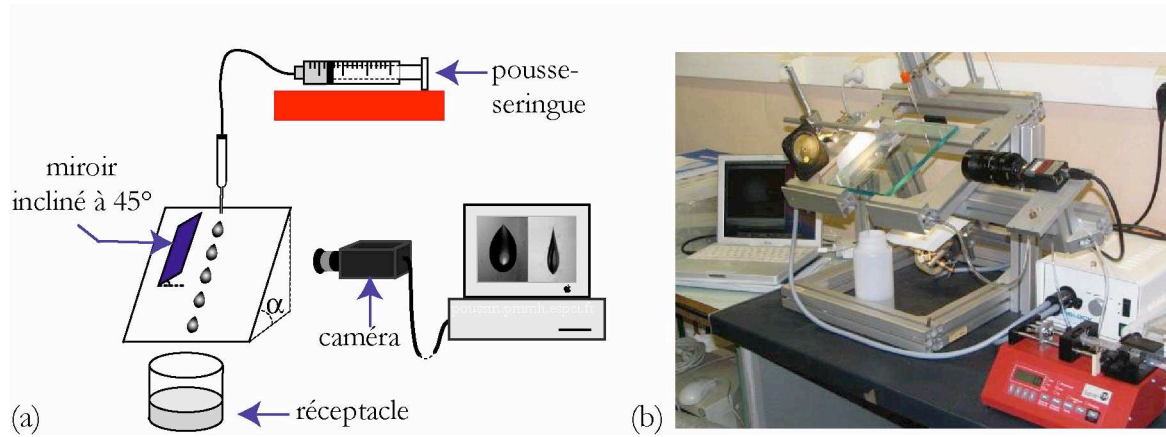 pousse-
seringue
miroir
incliné à 45°
α
caméra
réceptacle
(a)
(b)